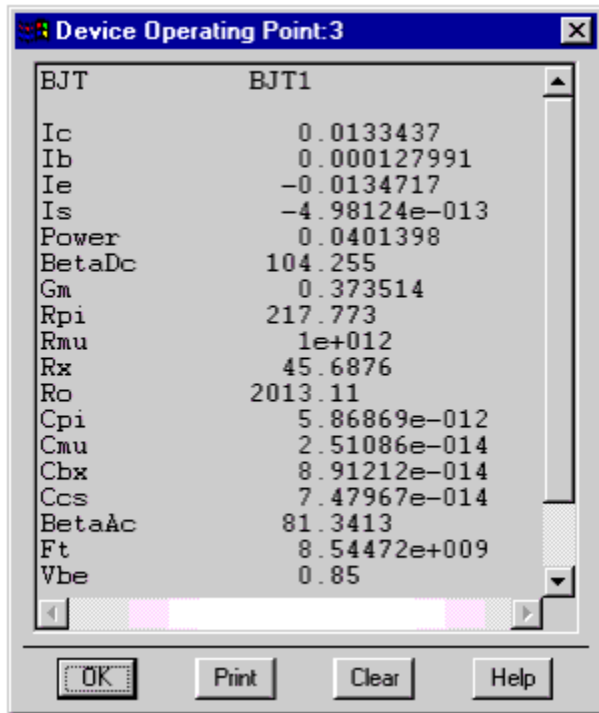 Device Operating Point:3
BJT BJT1
Ic 0.0133437
Ib 0.000127991
Ie -0.0134717
Is -4.98124e-013
Power 0.0401398
BetaDc 104.255
Gm 0.373514
Rpi 217.773
Rmu 1e+012
Rx 45.6876
Ro 2013.11
Cpi 5.86869e-012
Cmu 2.51086e-014
Cbx 8.91212e-014
Ccs 7.47967e-014
BetaAc 81.3413
Ft 8.54472e+009
Vbe 0.85
OK Print Clear Help